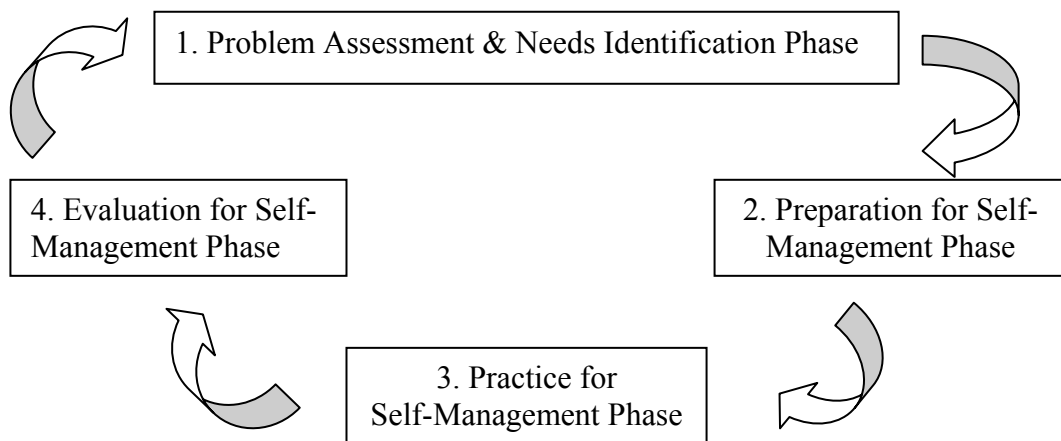 1. Problem Assessment & Needs Identification Phase
2. Preparation for Self-
Management Phase
3. Practice for
Self-Management Phase
4. Evaluation for Self-
Management Phase